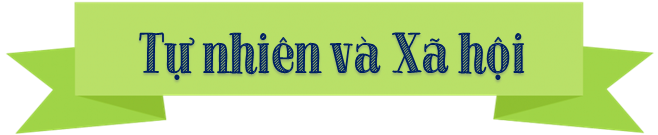 Tự nhiên và Xã hội